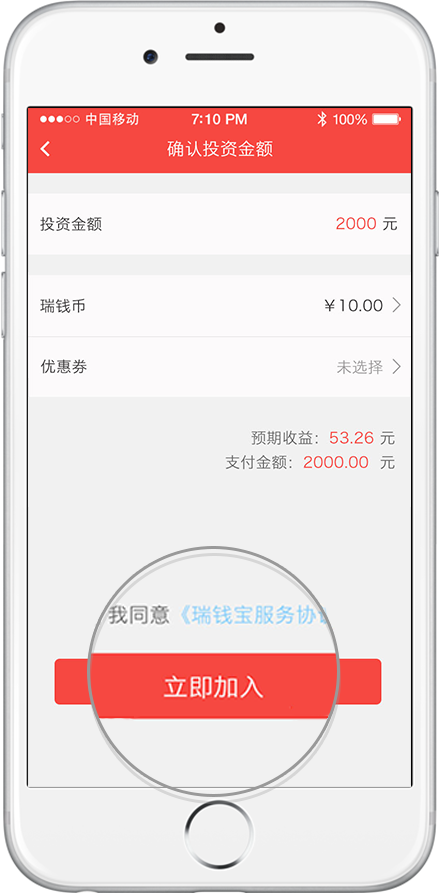 中国移动 7:10 PM 100%
确认投资金额
投资金额 2000 元
瑞钱币 ￥10.00
优惠券 未选择
预期收益：53.26 元
支付金额：2000.00 元
我同意《瑞钱宝服务协
立即加入